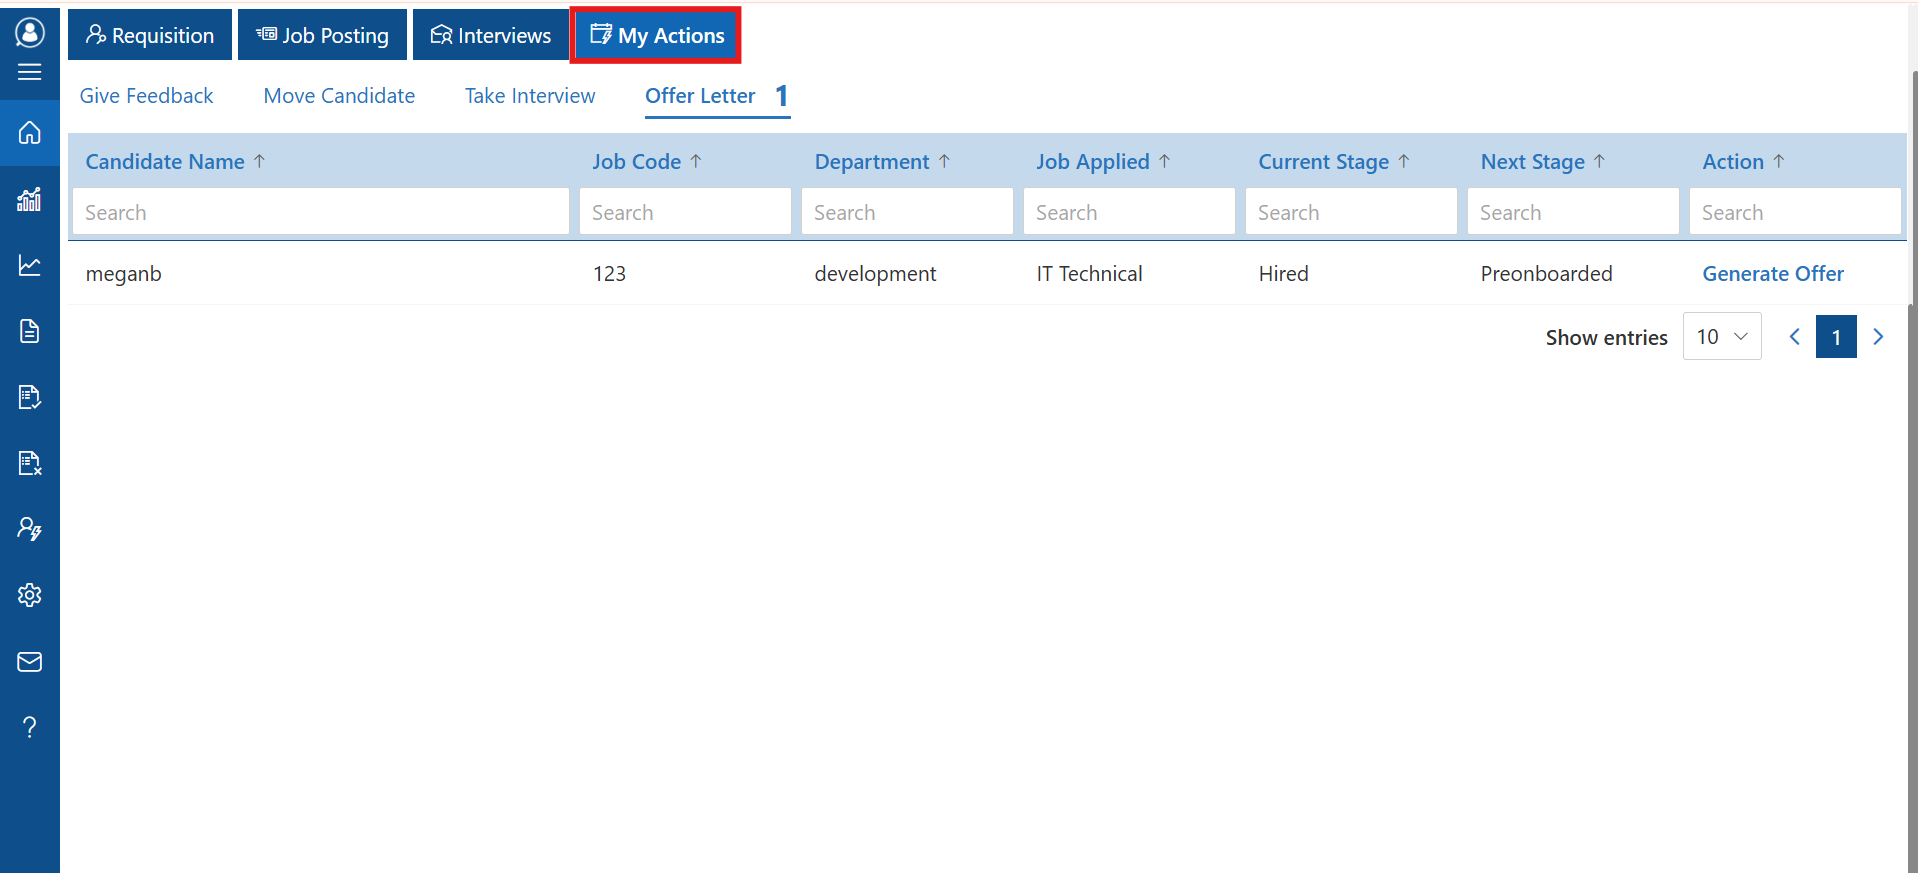 Requisition Job Posting Interviews My Actions
Give Feedback Move Candidate Take Interview Offer Letter 1
Candidate Name ↑ Job Code ↑ Department ↑ Job Applied ↑ Current Stage ↑ Next Stage ↑ Action ↑
Search Search Search Search Search Search Search
meganb 123 development IT Technical Hired Preonboarded Generate Offer
Show entries 10 1
?